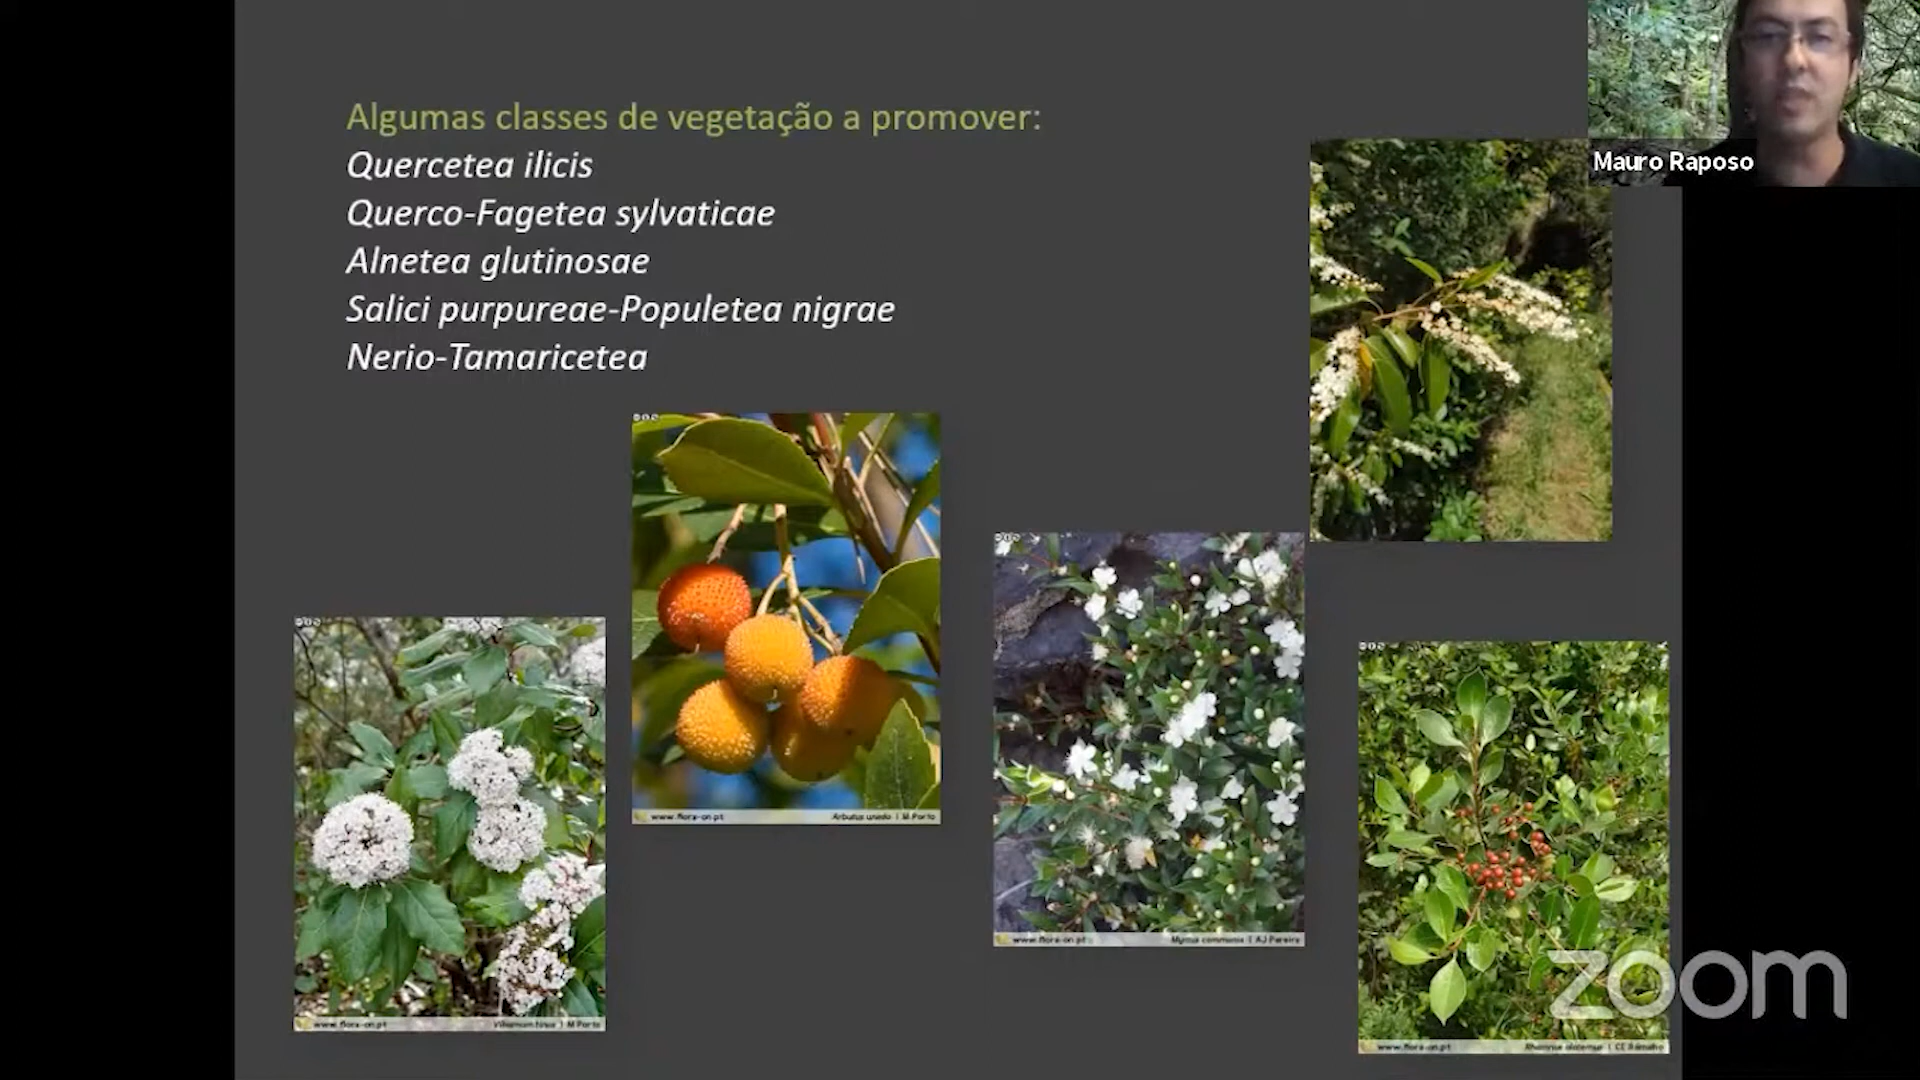 Algumas classes de vegetação a promover:
Quercetea ilicis
Querco-Fagetea sylvaticae
Alnetea glutinosae
Salici purpureae-Populetea nigrae
Nerio-Tamaricetea
Mauro Raposo
www.flora-on.pt
Arbutus unedo | M Porto
www.flora-on.pt
Myrtus communis | AJ Pereira
www.flora-on.pt
Viburnum tinus | M Porto
www.flora-on.pt
Rhamnus alaternus | CE Ramalho
zoom